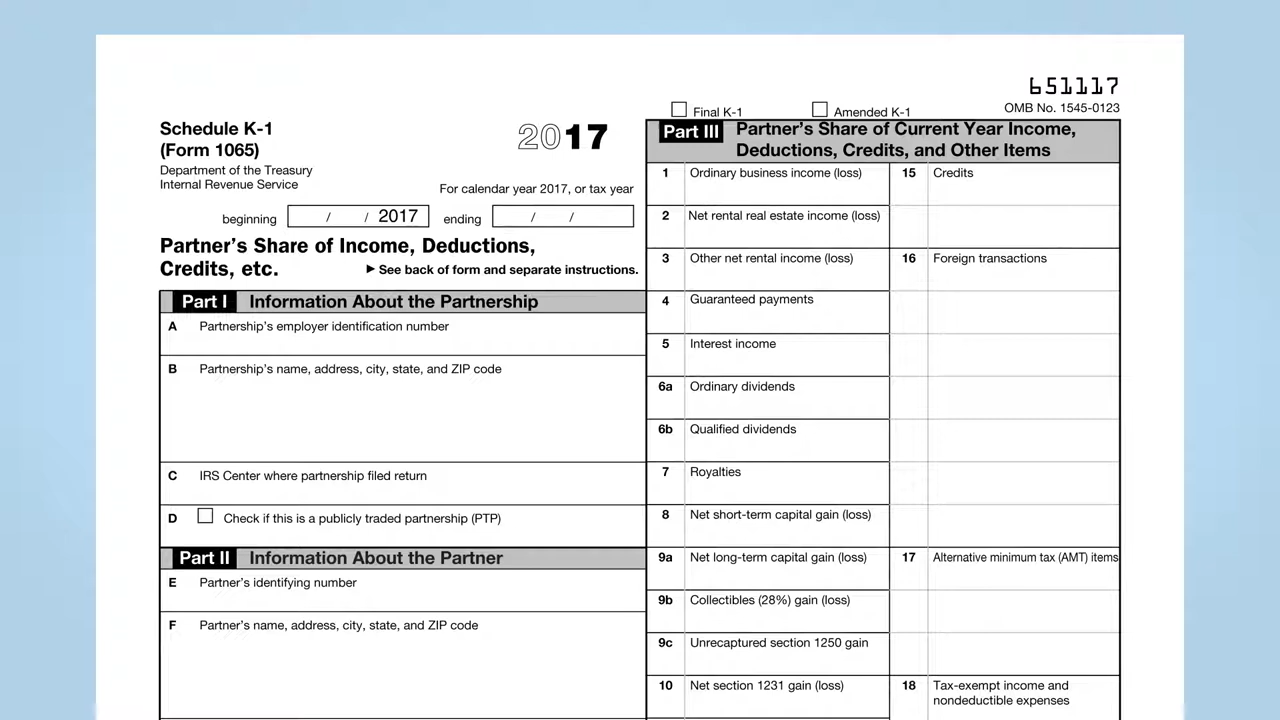 651117
Final K-1
Amended K-1
OMB No. 1545-0123
Schedule K-1
(Form 1065)
Department of the Treasury
Internal Revenue Service
2017
For calendar year 2017, or tax year
beginning / / 2017 ending / /
Partner's Share of Income, Deductions,
Credits, etc.
▶ See back of form and separate instructions.
Part I Information About the Partnership
A Partnership's employer identification number
B Partnership's name, address, city, state, and ZIP code
C IRS Center where partnership filed return
D Check if this is a publicly traded partnership (PTP)
Part II Information About the Partner
E Partner's identifying number
F Partner's name, address, city, state, and ZIP code
Part III Partner's Share of Current Year Income,
Deductions, Credits, and Other Items
1 Ordinary business income (loss)
2 Net rental real estate income (loss)
3 Other net rental income (loss)
4 Guaranteed payments
5 Interest income
6a Ordinary dividends
6b Qualified dividends
7 Royalties
8 Net short-term capital gain (loss)
9a Net long-term capital gain (loss)
9b Collectibles (28%) gain (loss)
9c Unrecaptured section 1250 gain
10 Net section 1231 gain (loss)
15 Credits
16 Foreign transactions
17 Alternative minimum tax (AMT) items
18 Tax-exempt income and
nondeductible expenses